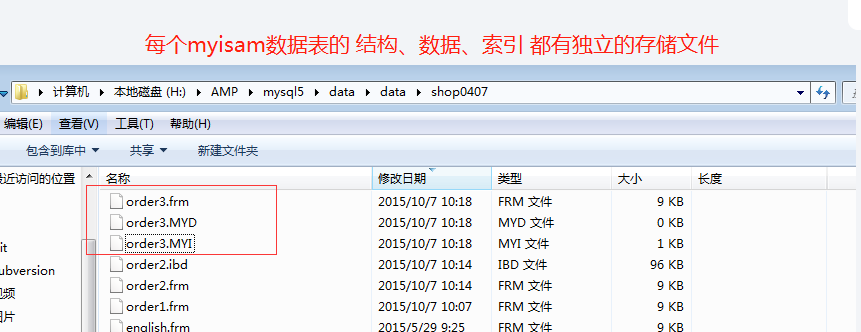 每个myisam数据表的 结构、数据、索引 都有独立的存储文件
计算机 本地磁盘 (H:) AMP mysql5 data data shop0407
编辑(E) 查看(V) 工具(T) 帮助(H)
包含到库中 共享 新建文件夹
最近访问的位置 名称 修改日期 类型 大小 长度
order3.frm 2015/10/7 10:18 FRM 文件 9 KB
order3.MYD 2015/10/7 10:18 MYD 文件 0 KB
it order3.MYI 2015/10/7 10:18 MYI 文件 1 KB
ubversion order2.ibd 2015/10/7 10:14 IBD 文件 96 KB
视频 order2.frm 2015/10/7 10:14 FRM 文件 9 KB
图片 order1.frm 2015/10/7 10:07 FRM 文件 9 KB
english.frm 2015/5/29 9:25 FRM 文件 9 KB